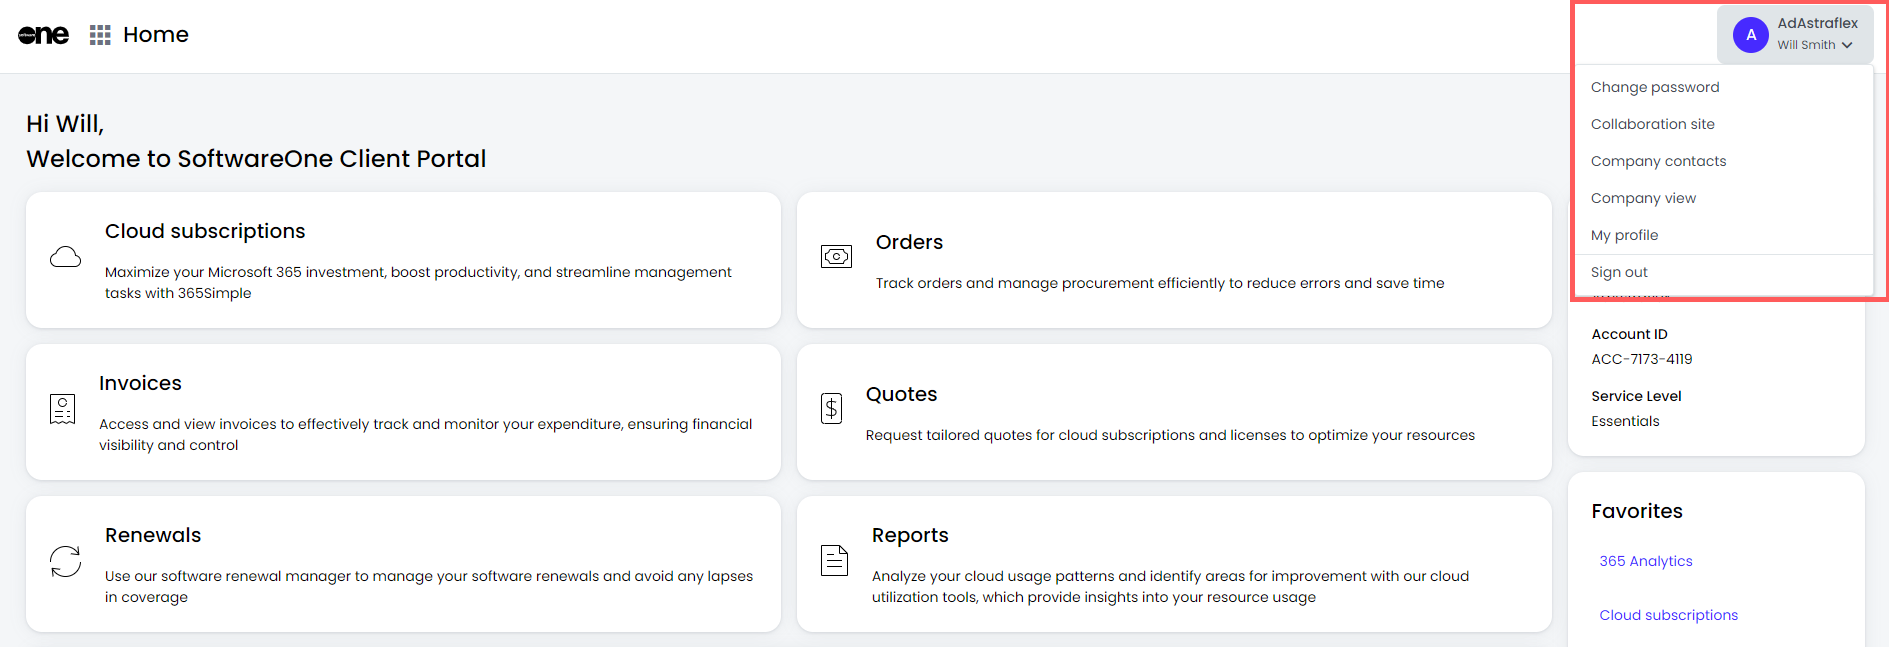 one
Home
A
AdAstraflex
Will Smith
Change password
Collaboration site
Company contacts
Company view
My profile
Sign out
Hi Will,
Welcome to SoftwareOne Client Portal
Cloud subscriptions
Maximize your Microsoft 365 investment, boost productivity, and streamline management
tasks with 365Simple
Orders
Track orders and manage procurement efficiently to reduce errors and save time
Invoices
Access and view invoices to effectively track and monitor your expenditure, ensuring financial
visibility and control
Quotes
Request tailored quotes for cloud subscriptions and licenses to optimize your resources
Renewals
Use our software renewal manager to manage your software renewals and avoid any lapses
in coverage
Reports
Analyze your cloud usage patterns and identify areas for improvement with our cloud
utilization tools, which provide insights into your resource usage
Account ID
ACC-7173-4119
Service Level
Essentials
Favorites
365 Analytics
Cloud subscriptions